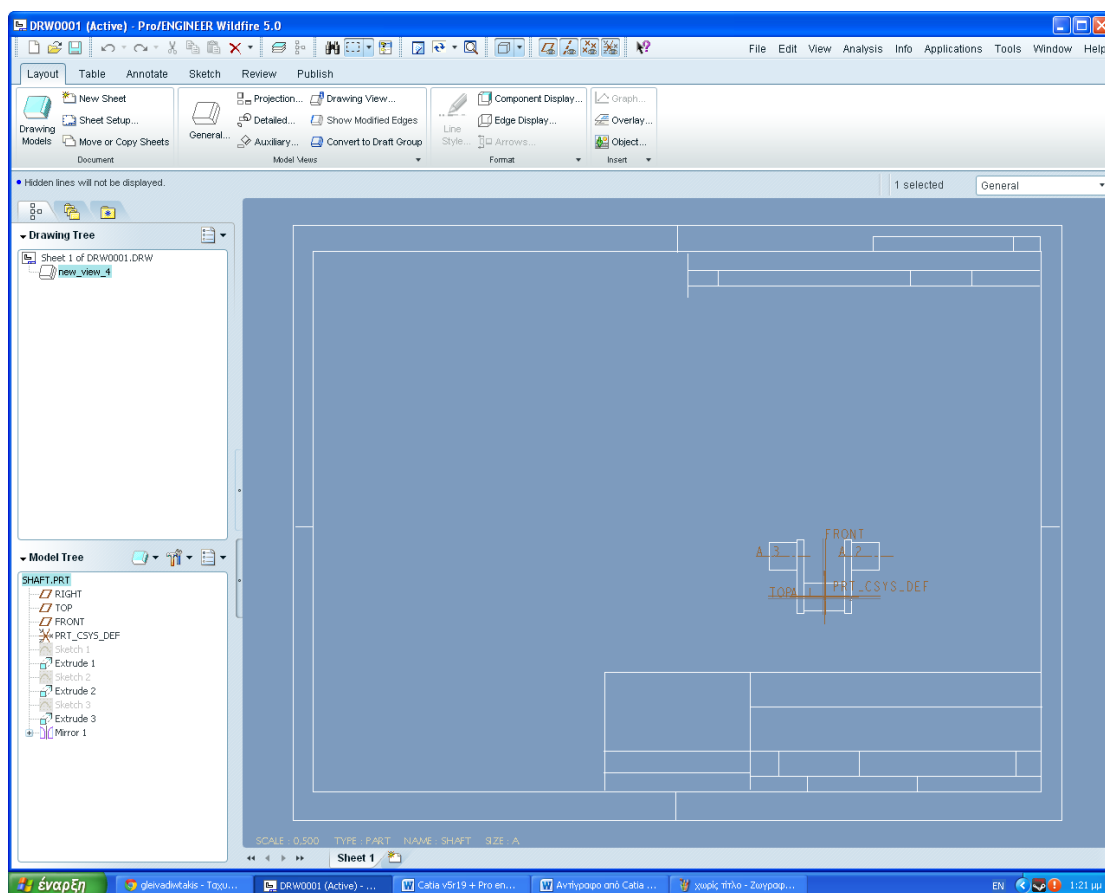 DRW0001 (Active) - Pro/ENGINEER Wildfire 5.0
File Edit View Analysis Info Applications Tools Window Help
Layout Table Annotate Sketch Review Publish
New Sheet
Sheet Setup...
Move or Copy Sheets
Drawing Models
Document
General...
Projection...
Detailed...
Auxiliary...
Drawing View...
Show Modified Edges
Convert to Draft Group
Model Views
Line Style...
Component Display...
Edge Display...
Arrows...
Format
Graph...
Overlay...
Object...
Insert
Hidden lines will not be displayed.
1 selected
General
Drawing Tree
Sheet 1 of DRW0001.DRW
new_view_4
Model Tree
SHAFT.PRT
RIGHT
TOP
FRONT
PRT_CSYS_DEF
Sketch 1
Extrude 1
Sketch 2
Extrude 2
Sketch 3
Extrude 3
Mirror 1
FRONT
A_3
A_2
PRT_CSYS_DEF
SCALE : 0,500 TYPE : PART NAME : SHAFT SIZE : A
Sheet 1
έναρξη
gleivadiwtakis - Ταχυ...
DRW0001 (Active) - ...
Catia v5r19 + Pro en...
Αντίγραφο από Catia ...
χωρίς τίτλο - Ζωγραφ...
EN
1:21 μμ